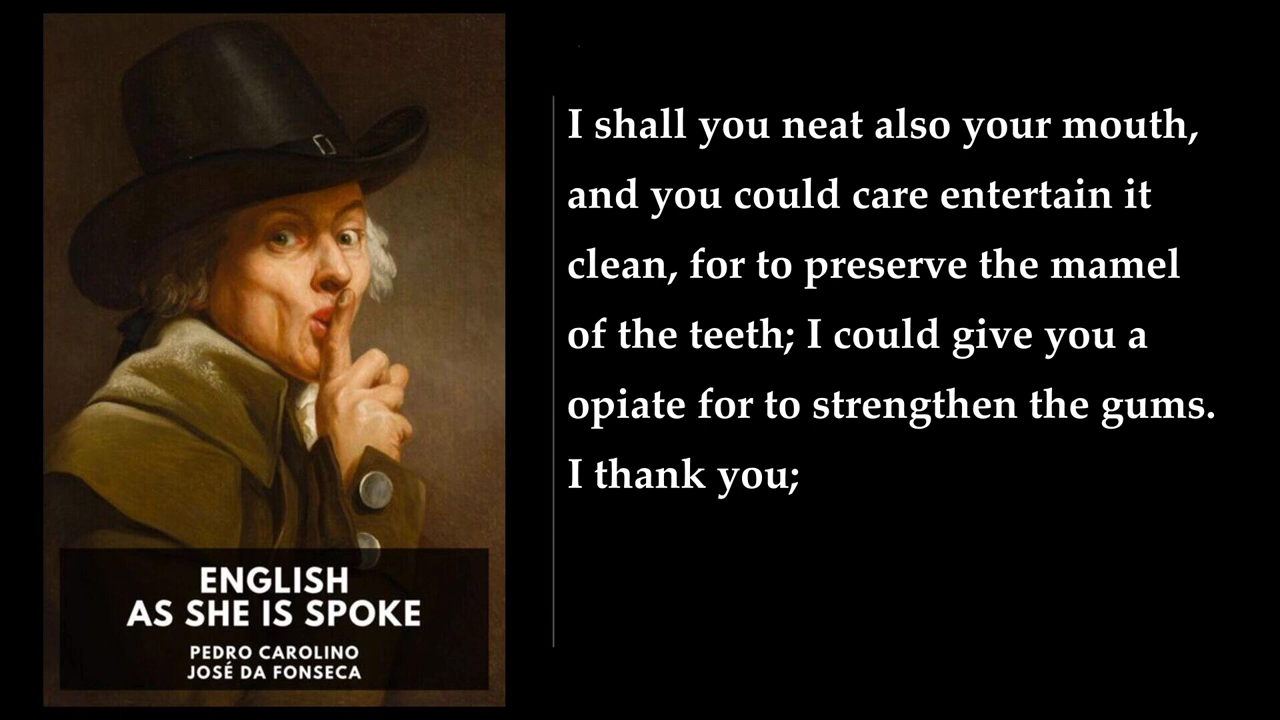 I shall you neat also your mouth,
and you could care entertain it
clean, for to preserve the mamel
of the teeth; I could give you a
opiate for to strengthen the gums.
I thank you;
ENGLISH
AS SHE IS SPOKE
PEDRO CAROLINO
JOSÉ DA FONSECA